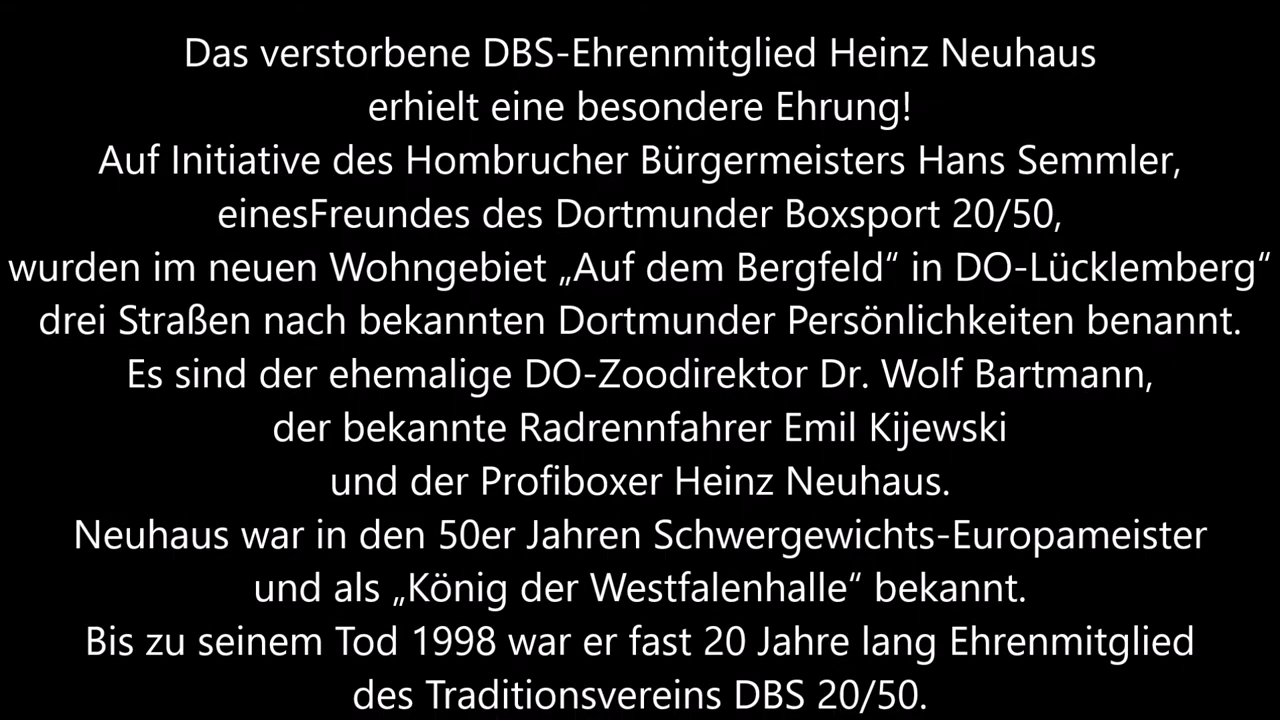 Das verstorbene DBS-Ehrenmitglied Heinz Neuhaus
erhielt eine besondere Ehrung!
Auf Initiative des Hombrucher Bürgermeisters Hans Semmler,
einesFreundes des Dortmunder Boxsport 20/50,
wurden im neuen Wohngebiet „Auf dem Bergfeld“ in DO-Lücklemberg“
drei Straßen nach bekannten Dortmunder Persönlichkeiten benannt.
Es sind der ehemalige DO-Zoodirektor Dr. Wolf Bartmann,
der bekannte Radrennfahrer Emil Kijewski
und der Profiboxer Heinz Neuhaus.
Neuhaus war in den 50er Jahren Schwergewichts-Europameister
und als „König der Westfalenhalle“ bekannt.
Bis zu seinem Tod 1998 war er fast 20 Jahre lang Ehrenmitglied
des Traditionsvereins DBS 20/50.